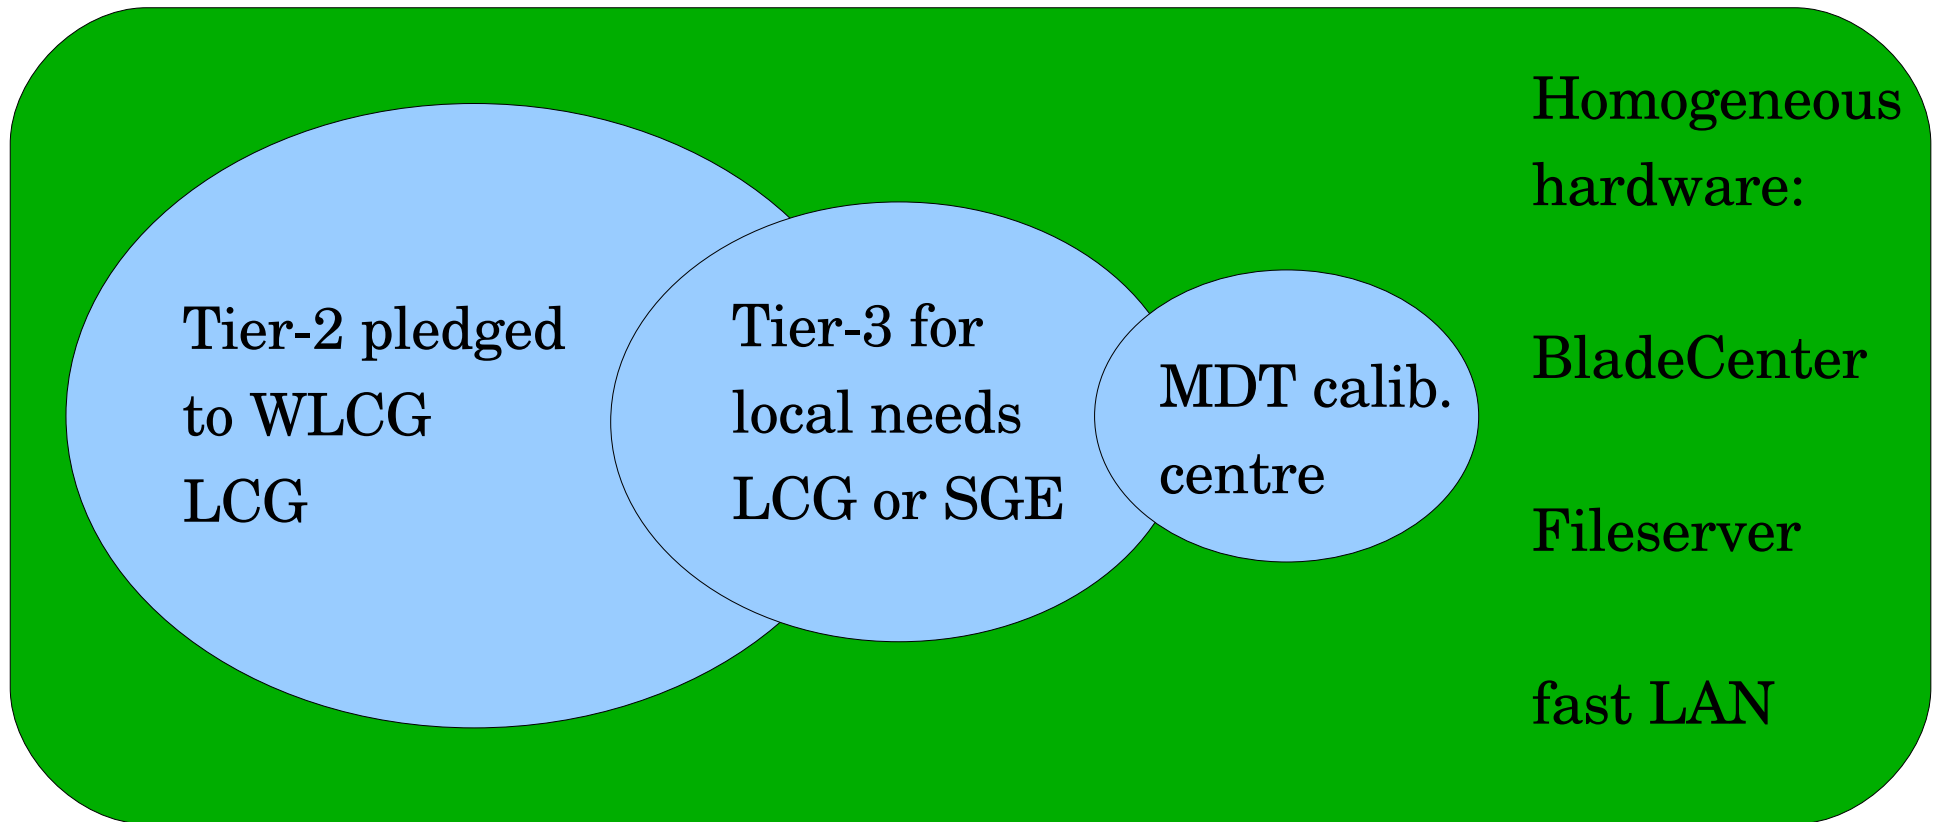 Tier-2 pledged
to WLCG
LCG
Tier-3 for
local needs
LCG or SGE
MDT calib.
centre
Homogeneous
hardware:
BladeCenter
Fileserver
fast LAN